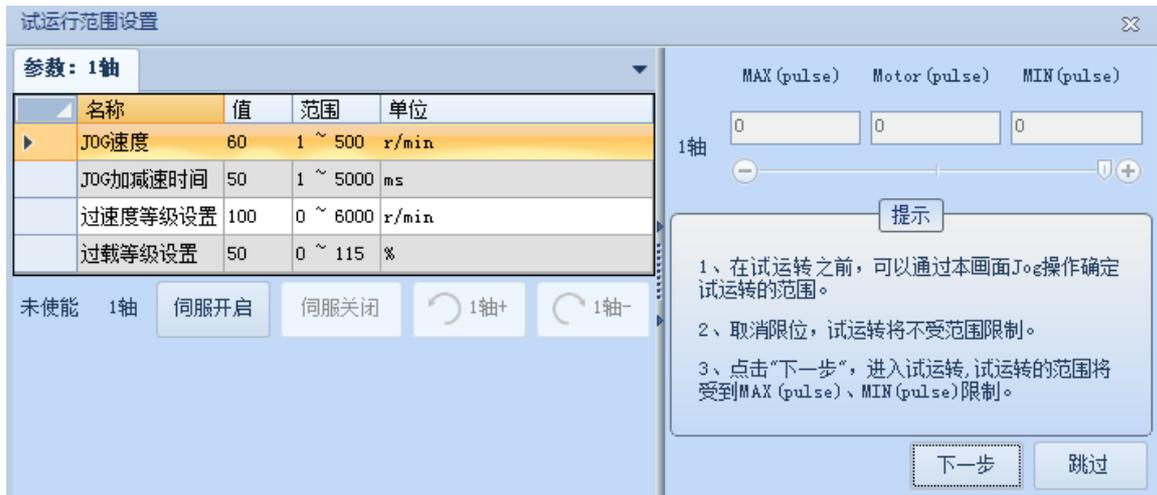 试运行范围设置
参数: 1轴
名称 值 范围 单位
JOG速度 60 1 ~ 500 r/min
JOG加减速时间 50 1 ~ 5000 ms
过速度等级设置 100 0 ~ 6000 r/min
过载等级设置 50 0 ~ 115 %
未使能 1轴 伺服开启 伺服关闭 1轴+ 1轴-
MAX(pulse) Motor(pulse) MIN(pulse)
1轴 0 0 0
提示
1、在试运转之前，可以通过本画面Jog操作确定
试运转的范围。
2、取消限位，试运转将不受范围限制。
3、点击“下一步“，进入试运转,试运转的范围将
受到MAX(pulse)、MIN(pulse)限制。
下一步 跳过